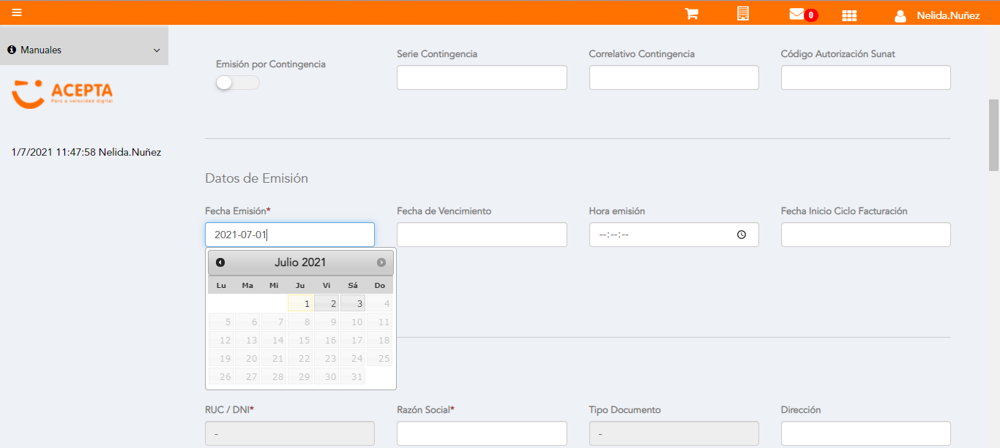 0
Nelida.Nuñez
Manuales
ACEPTA
Perú a velocidad digital
1/7/2021 11:47:58 Nelida.Nuñez
Emisión por Contingencia
Serie Contingencia
Correlativo Contingencia
Código Autorización Sunat
Datos de Emisión
Fecha Emisión*
Fecha de Vencimiento
Hora emisión
Fecha Inicio Ciclo Facturación
2021-07-01
--:--:--
Julio 2021
Lu Ma Mi Ju Vi Sá Do
1 2 3 4
5 6 7 8 9 10 11
12 13 14 15 16 17 18
19 20 21 22 23 24 25
26 27 28 29 30 31
RUC / DNI*
Razón Social*
Tipo Documento
Dirección
-
-